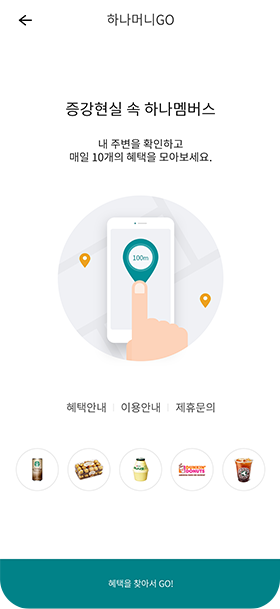 하나머니GO
증강현실 속 하나멤버스
내 주변을 확인하고
매일 10개의 혜택을 모아보세요.
100m
혜택안내 | 이용안내 | 제휴문의
DUNKIN'
DONUTS
혜택을 찾아서 GO!